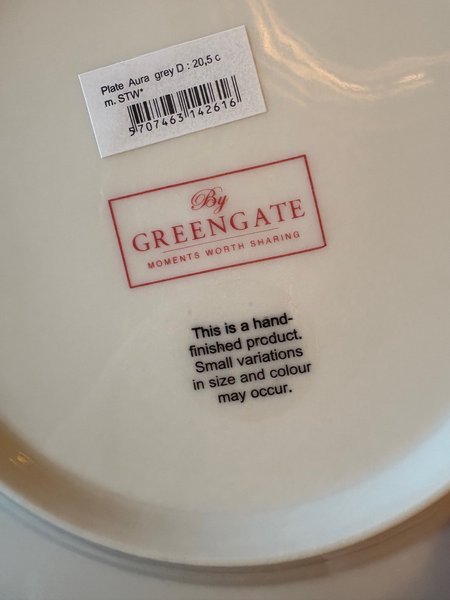 Plate Aura grey D : 20,5 c
m. STW*
5 707463 142616
By
GREENGATE
MOMENTS WORTH SHARING
This is a hand-
finished product.
Small variations
in size and colour
may occur.